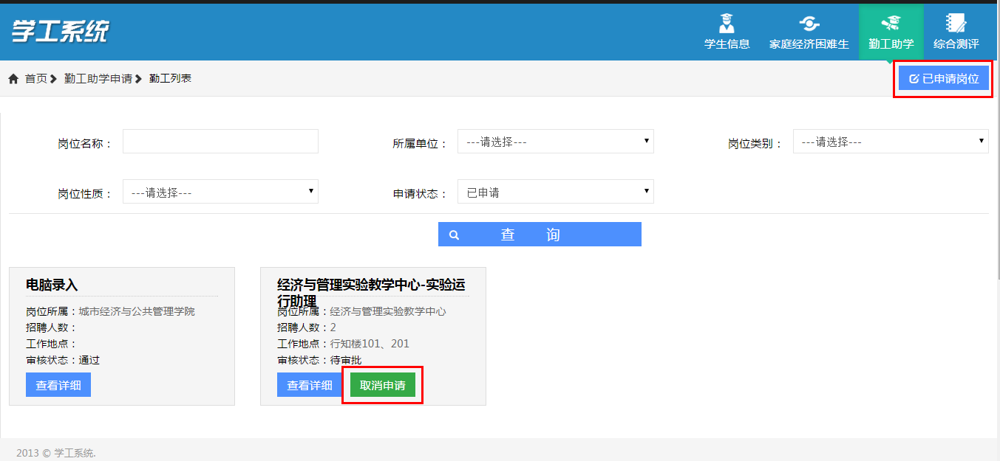 学工系统
学生信息
家庭经济困难生
勤工助学
综合测评
首页 勤工助学申请 勤工列表
已申请岗位
岗位名称：
所属单位： ---请选择---
岗位类别： ---请选择---
岗位性质： ---请选择---
申请状态： 已申请
查 询
电脑录入
岗位所属：城市经济与公共管理学院
招聘人数：
工作地点：
审核状态：通过
查看详细
经济与管理实验教学中心-实验运
行助理
岗位所属：经济与管理实验教学中心
招聘人数：2
工作地点：行知楼101、201
审核状态：待审批
查看详细 取消申请
2013 © 学工系统.